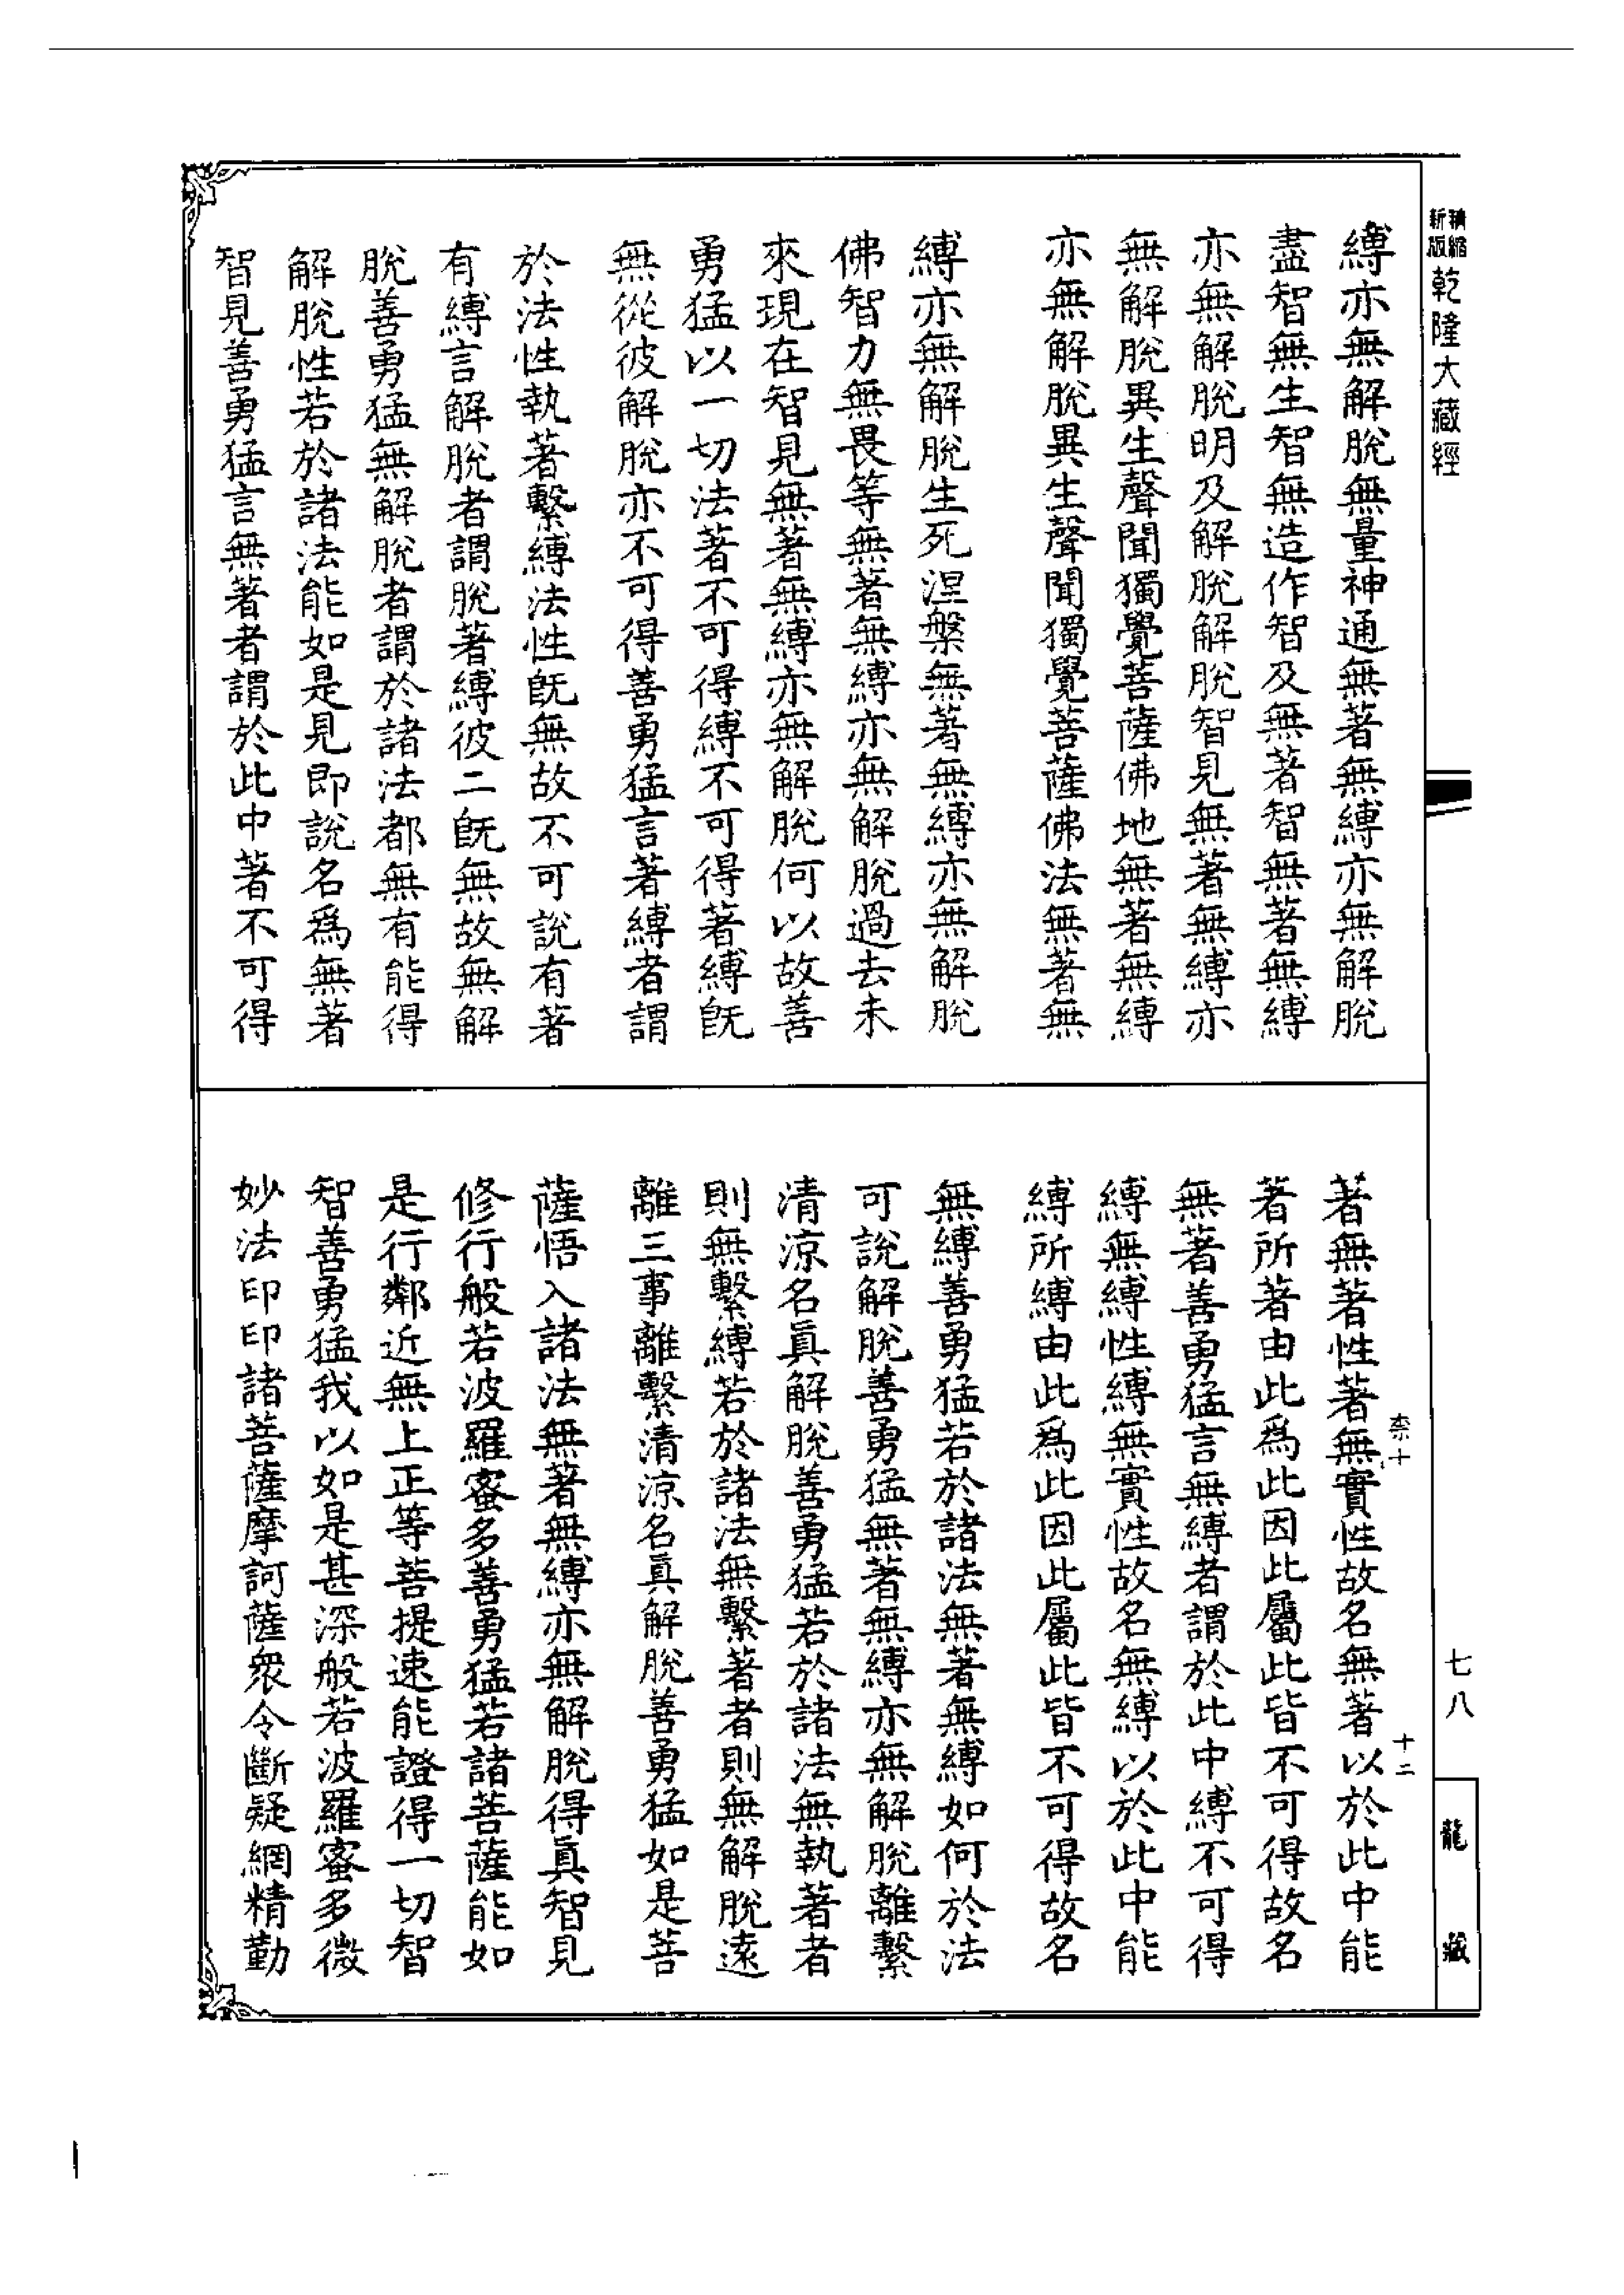 精縮新版乾隆大藏經
縛亦無解脫無量神通無著無縛亦無解脫
盡智無生智無造作智及無著智無著無縛
亦無解脫明及解脫解脫智見無著無縛亦
無解脫異生聲聞獨覺菩薩佛地無著無縛
亦無解脫異生聲聞獨覺菩薩佛法無著無
縛亦無解脫生死涅槃無著無縛亦無解脫
佛智力無畏等無著無縛亦無解脫過去未
來現在智見無著無縛亦無解脫何以故善
勇猛以一切法著不可得縛不可得著縛既
無從彼解脫亦不可得善勇猛言著縛者謂
於法性執著繫縛法性既無故不可說有著
有縛言解脫者謂脫著縛彼二既無故無解
脫善勇猛無解脫者謂於諸法都無有能得
解脫性若於諸法能如是見即說名爲無著
智見善勇猛言無著者謂於此中著不可得
著無著性著無實性故名無著以於此中能
著所著由此爲此因此屬此皆不可得故名
無著善勇猛言無縛者謂於此中縛不可得
縛無縛性縛無實性故名無縛以於此中能
縛所縛由此爲此因此屬此皆不可得故名
無縛善勇猛若於諸法無著無縛如何於法
可說解脫善勇猛無著無縛亦無解脫離繫
清涼名眞解脫善勇猛若於諸法無執著者
則無繫縛若於諸法無繫著者則無解脫遠
離三事離繫清涼名眞解脫善勇猛如是菩
薩悟入諸法無著無縛亦無解脫得眞智見
修行般若波羅蜜多善勇猛若諸菩薩能如
是行鄰近無上正等菩提速能證得一切智
智善勇猛我以如是甚深般若波羅蜜多微
妙法印印諸菩薩摩訶薩眾令斷疑網精勤
柰十
十二
七八
龍藏